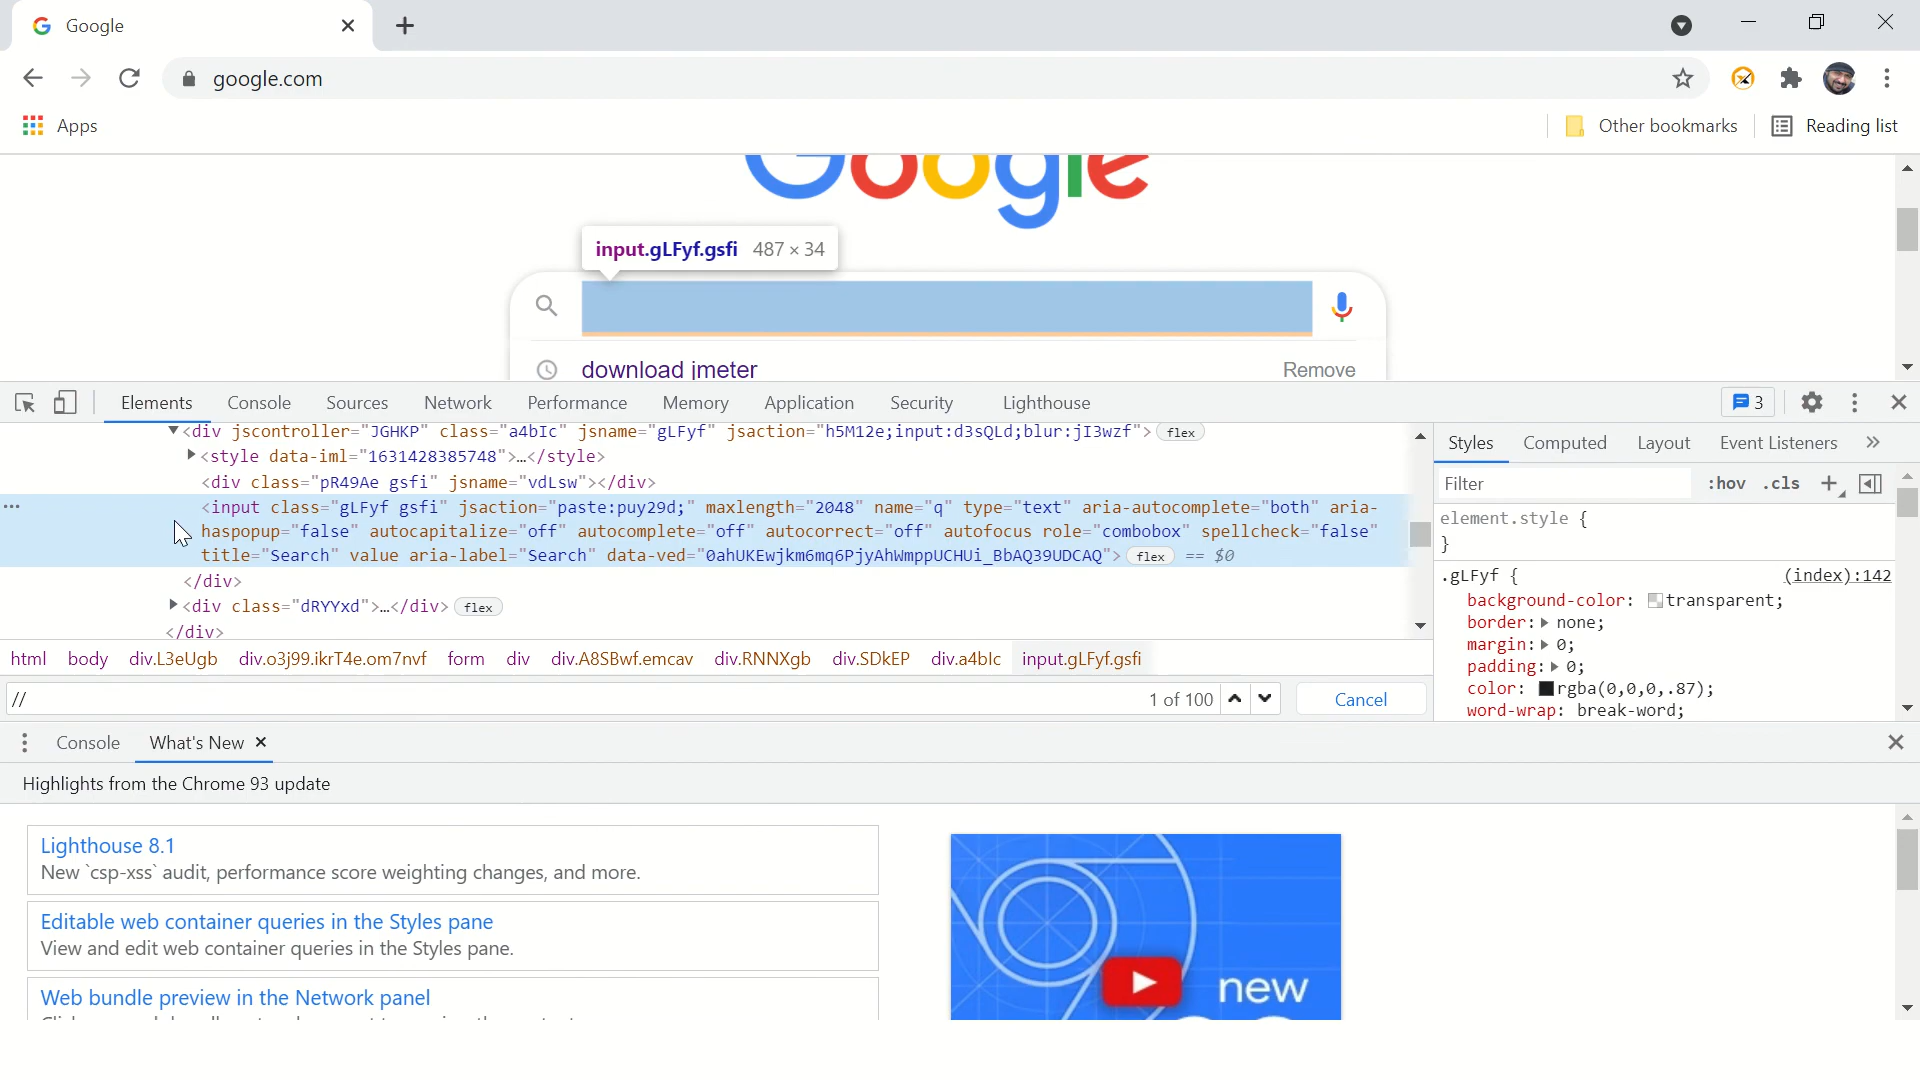 Google
google.com
Apps
Other bookmarks
Reading list
Google
input.gLFyf.gsfi 487 × 34
download jmeter
Remove
Elements Console Sources Network Performance Memory Application Security Lighthouse
3
<div jscontroller="JGHKP" class="a4bIc" jsname="gLFyf" jsaction="h5M12e;input:d3sQLd;blur:jI3wzf"> flex
<style data-iml="1631428385748">…</style>
<div class="pR49Ae gsfi" jsname="vdLsw"></div>
<input class="gLFyf gsfi" jsaction="paste:puy29d;" maxlength="2048" name="q" type="text" aria-autocomplete="both" aria-
haspopup="false" autocapitalize="off" autocomplete="off" autocorrect="off" autofocus role="combobox" spellcheck="false"
title="Search" value aria-label="Search" data-ved="0ahUKEwjkm6mq6PjyAhWmppUCHUi_BbAQ39UDCAQ"> flex == $0
</div>
<div class="dRYYxd">…</div> flex
</div>
html body div.L3eUgb div.o3j99.ikrT4e.om7nvf form div div.A8SBwf.emcav div.RNNXgb div.SDkEP div.a4bIc input.gLFyf.gsfi
//
1 of 100
Cancel
Styles Computed Layout Event Listeners »
Filter
:hov .cls
element.style {
}
.gLFyf {
(index):142
background-color: transparent;
border: none;
margin: 0;
padding: 0;
color: rgba(0,0,0,.87);
word-wrap: break-word;
Console What's New
Highlights from the Chrome 93 update
Lighthouse 8.1
New `csp-xss` audit, performance score weighting changes, and more.
Editable web container queries in the Styles pane
View and edit web container queries in the Styles pane.
Web bundle preview in the Network panel
new